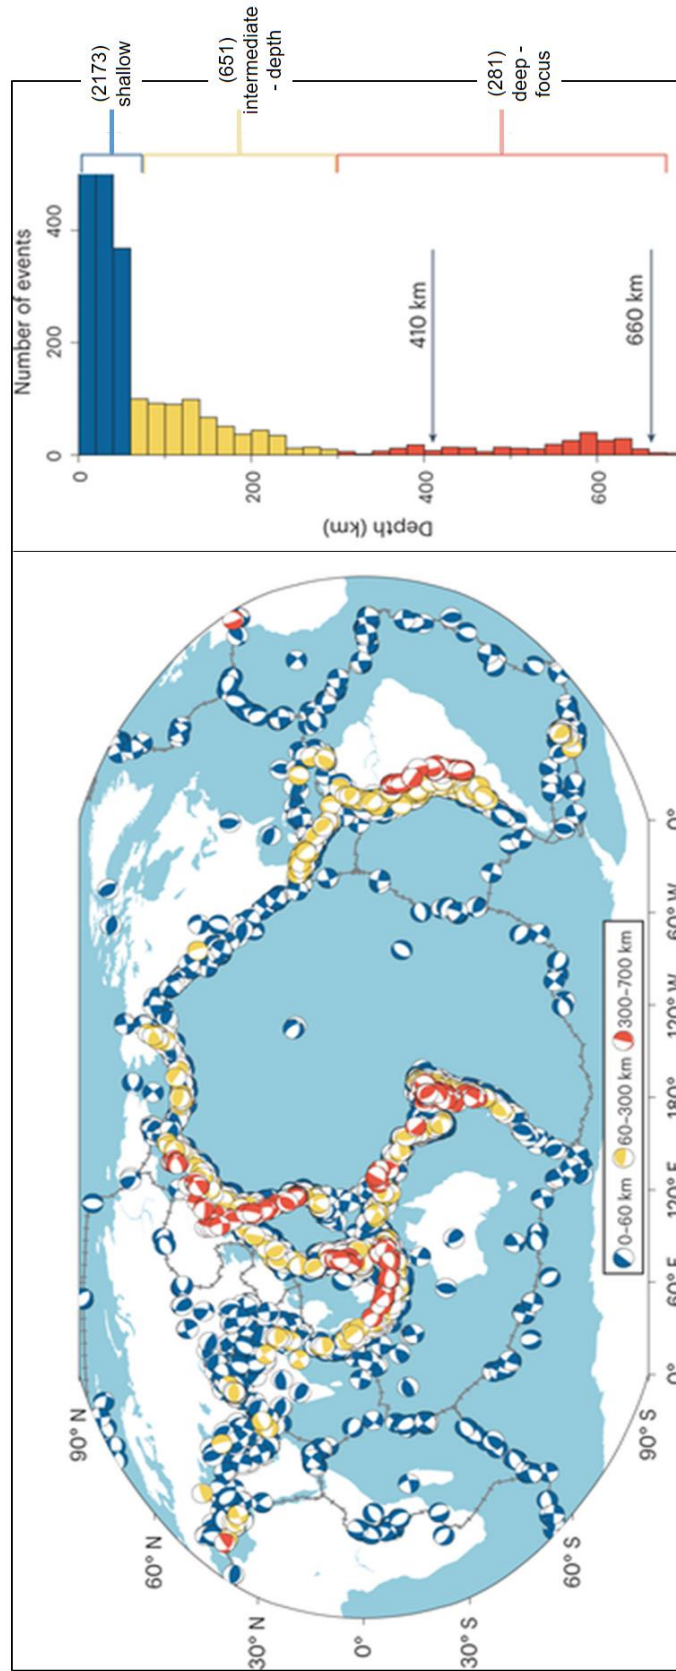 90° N
60° N
30° N
0°
30° S
60° S
90° S
0°
60° E
120° E
180°
120° W
60° W
0°
0–60 km
60–300 km
300–700 km
Number of events
0
200
400
Depth (km)
0
200
400
600
410 km
660 km
(2173)
shallow
(651)
intermediate
- depth
(281)
deep -
focus